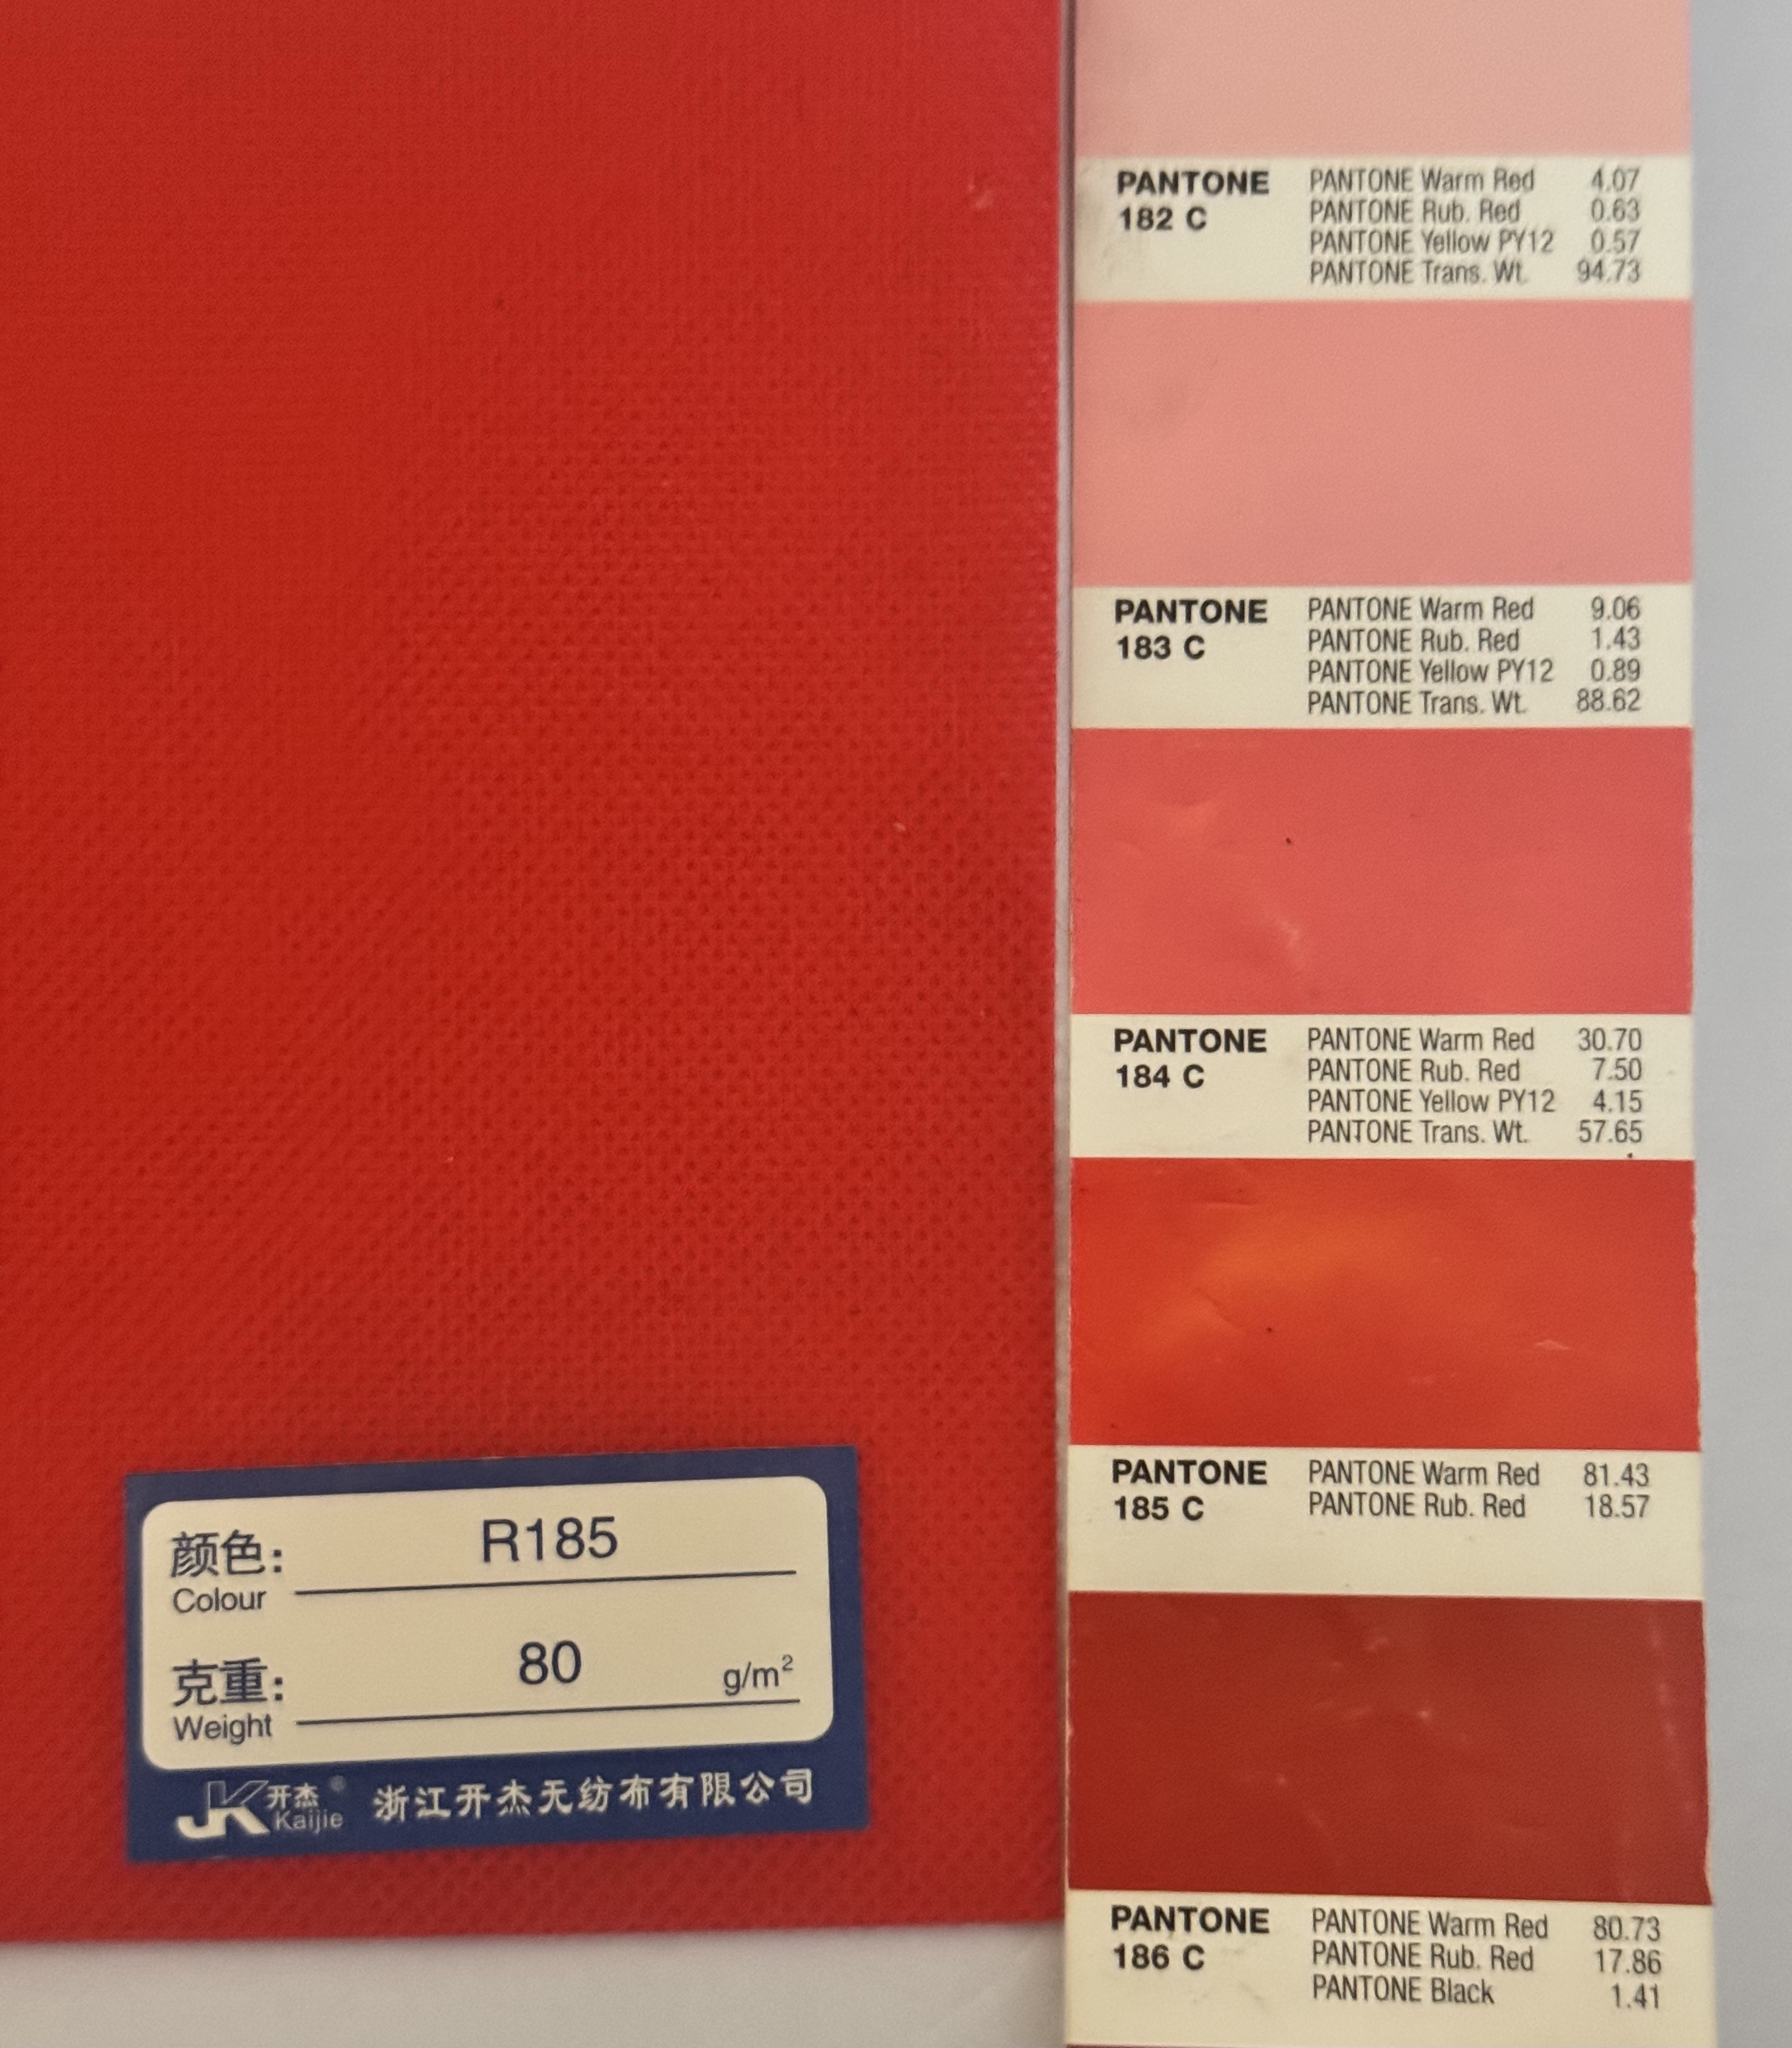 颜色: R185
Colour
克重: 80 g/m²
Weight
JK 开杰®
Kaijie
浙江开杰无纺布有限公司
PANTONE PANTONE Warm Red 4.07
182 C PANTONE Rub. Red 0.63
PANTONE Yellow PY12 0.57
PANTONE Trans. Wt. 94.73
PANTONE PANTONE Warm Red 9.06
183 C PANTONE Rub. Red 1.43
PANTONE Yellow PY12 0.89
PANTONE Trans. Wt. 88.62
PANTONE PANTONE Warm Red 30.70
184 C PANTONE Rub. Red 7.50
PANTONE Yellow PY12 4.15
PANTONE Trans. Wt. 57.65
PANTONE PANTONE Warm Red 81.43
185 C PANTONE Rub. Red 18.57
PANTONE PANTONE Warm Red 80.73
186 C PANTONE Rub. Red 17.86
PANTONE Black 1.41